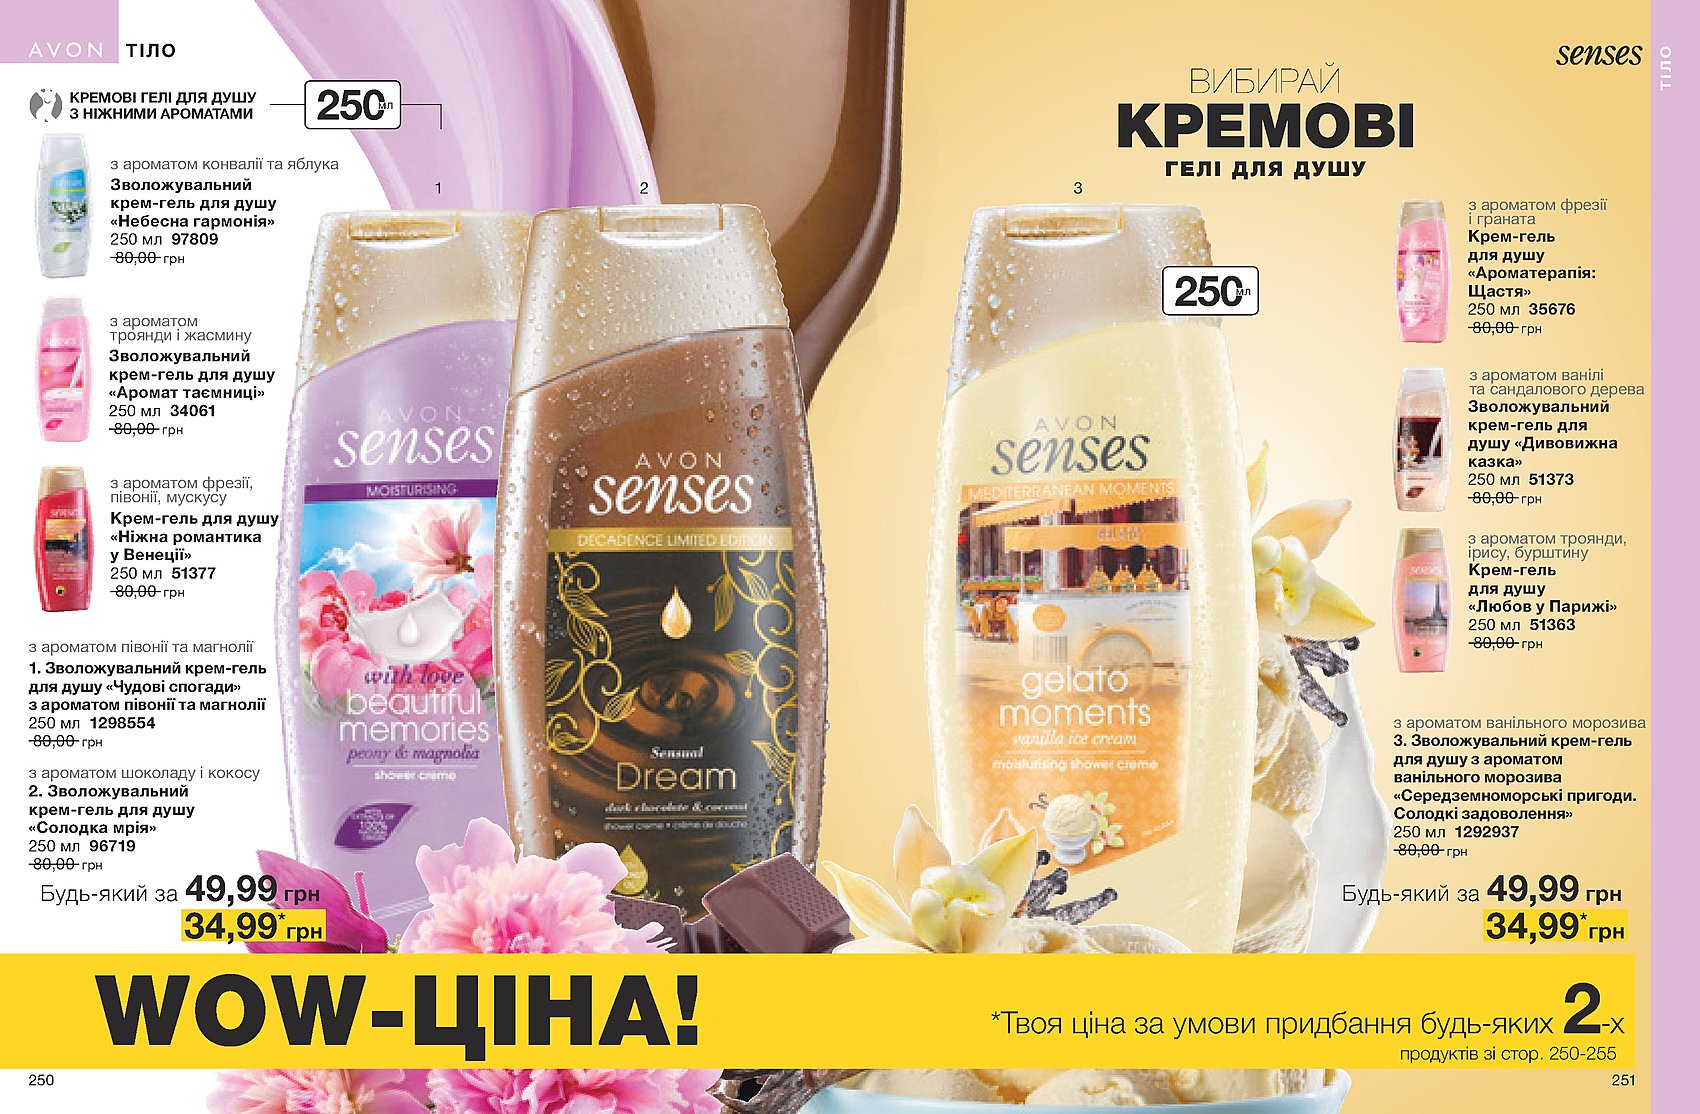 AVON ТІЛО
КРЕМОВІ ГЕЛІ ДЛЯ ДУШУ
З НІЖНИМИ АРОМАТАМИ
250 мл
з ароматом конвалії та яблука
Зволожувальний
крем-гель для душу
«Небесна гармонія»
250 мл 97809
80,00 грн
з ароматом
троянди і жасмину
Зволожувальний
крем-гель для душу
«Аромат таємниці»
250 мл 34061
80,00 грн
з ароматом фрезії,
півонії, мускусу
Крем-гель для душу
«Ніжна романтика
у Венеції»
250 мл 51377
80,00 грн
з ароматом півонії та магнолії
1. Зволожувальний крем-гель
для душу «Чудові спогади»
з ароматом півонії та магнолії
250 мл 1298554
80,00 грн
з ароматом шоколаду і кокосу
2. Зволожувальний
крем-гель для душу
«Солодка мрія»
250 мл 96719
80,00 грн
Будь-який за 49,99 грн
34,99* грн
1
AVON
senses
MOISTURISING
with love
beautiful
memories
peony & magnolia
shower creme
100%
2
AVON
senses
DECADENCE LIMITED EDITION
Sensual
Dream
dark chocolate & coconut
shower creme • crème de douche
senses
ТІЛО
ВИБИРАЙ
КРЕМОВІ
ГЕЛІ ДЛЯ ДУШУ
3
250 мл
AVON
senses
MEDITERRANEAN MOMENTS
GELATO
gelato
moments
vanilla ice cream
moisturising shower creme
з ароматом фрезії
і граната
Крем-гель
для душу
«Ароматерапія:
Щастя»
250 мл 35676
80,00 грн
з ароматом ванілі
та сандалового дерева
Зволожувальний
крем-гель для
душу «Дивовижна
казка»
250 мл 51373
80,00 грн
з ароматом троянди,
ірису, бурштину
Крем-гель
для душу
«Любов у Парижі»
250 мл 51363
80,00 грн
з ароматом ванільного морозива
3. Зволожувальний крем-гель
для душу з ароматом
ванільного морозива
«Середземноморські пригоди.
Солодкі задоволення»
250 мл 1292937
80,00 грн
Будь-який за 49,99 грн
34,99* грн
WOW-ЦІНА!
*Твоя ціна за умови придбання будь-яких 2-х
продуктів зі стор. 250-255
250
251